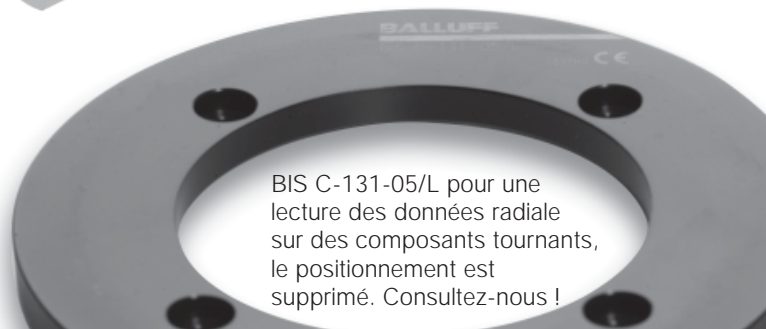 BALLUFF
CE
BIS C-131-05/L pour une
lecture des données radiale
sur des composants tournants,
le positionnement est
supprimé. Consultez-nous !